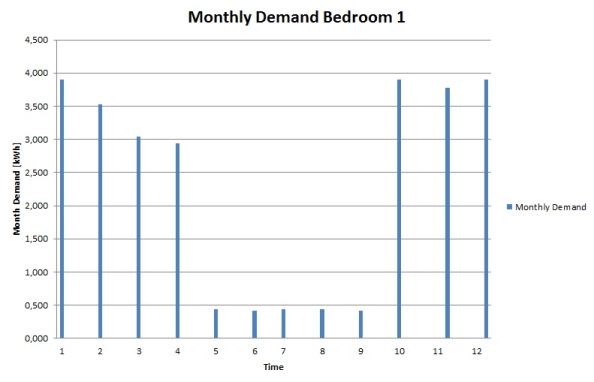 Monthly Demand Bedroom 1
4,500
4,000
3,500
3,000
2,500
2,000
1,500
1,000
0,500
0,000
Month Demand [kWh]
1 2 3 4 5 6 7 8 9 10 11 12
Time
Monthly Demand